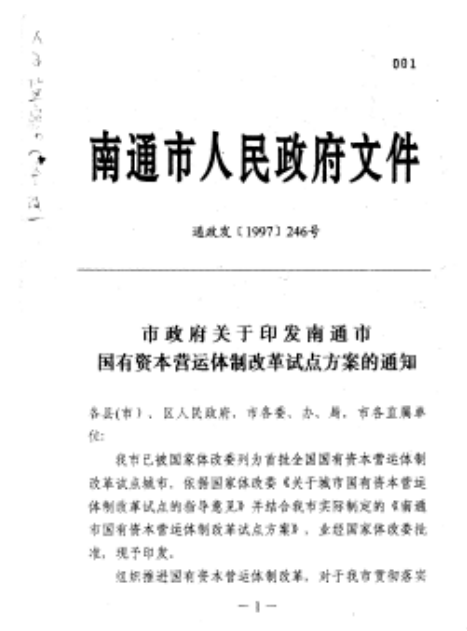 001
南通市人民政府文件
通政发〔1997〕246号
市政府关于印发南通市
国有资本营运体制改革试点方案的通知
各县(市)、区人民政府，市各委、办、局，市各直属单
位：
我市已被国家体改委列为首批全国国有资本营运体制
改革试点城市。依据国家体改委《关于城市国有资本营运
体制改革试点的指导意见》并结合我市实际制定的《南通
市国有资本营运体制改革试点方案》，业经国家体改委批
准，现予印发。
组织推进国有资本营运体制改革，对于我市贯彻落实
— 1 —